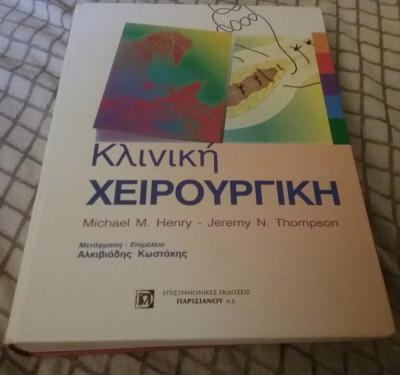 Κλινική
ΧΕΙΡΟΥΡΓΙΚΗ
Michael M. Henry - Jeremy N. Thompson
Μετάφραση - Επιμέλεια
Αλκιβιάδης Κωστάκης
ΕΠΙΣΤΗΜΟΝΙΚΕΣ ΕΚΔΟΣΕΙΣ
ΠΑΡΙΣΙΑΝΟΥ Α.Ε.